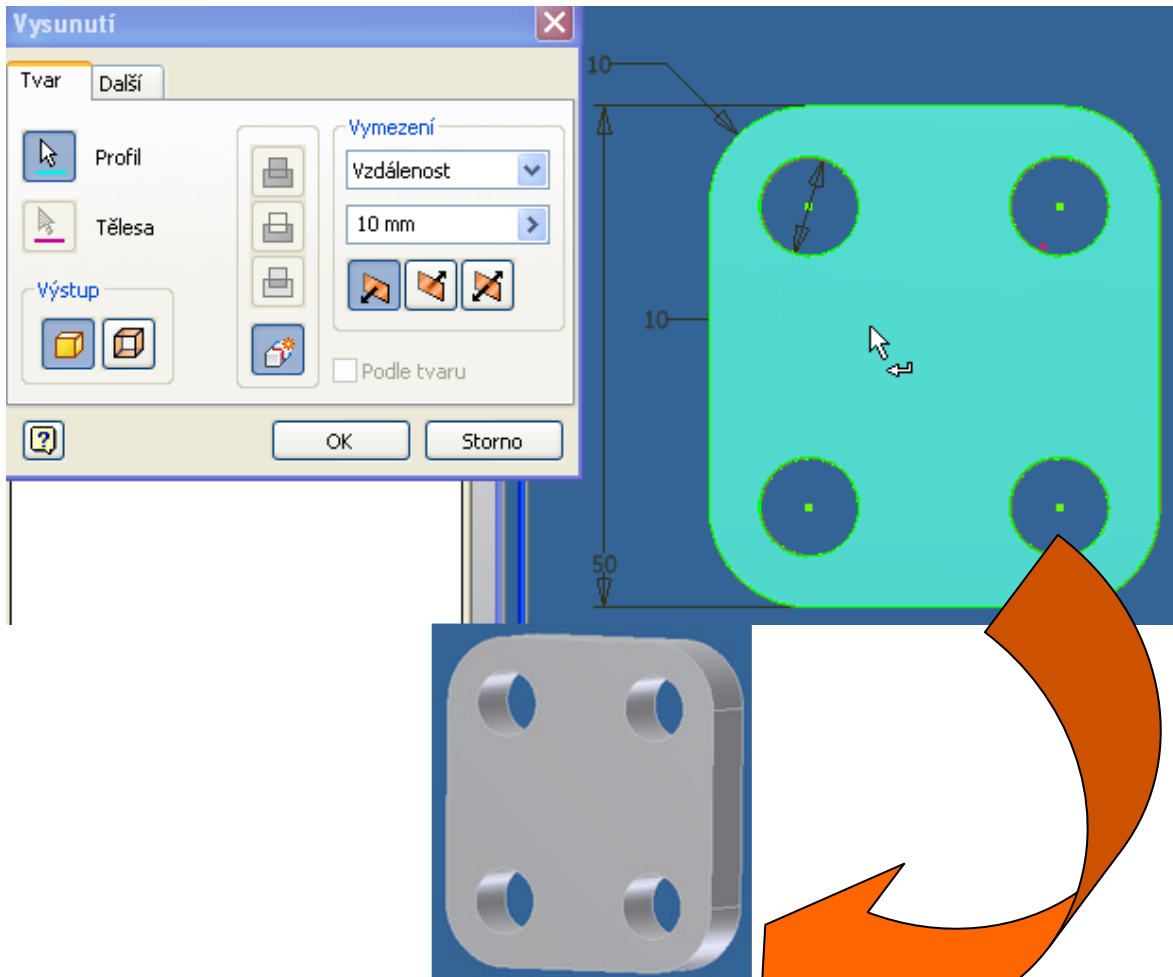 Vysunutí
Tvar
Další
Profil
Tělesa
Výstup
Vymezení
Vzdálenost
10 mm
Podle tvaru
OK
Storno
10
10
50